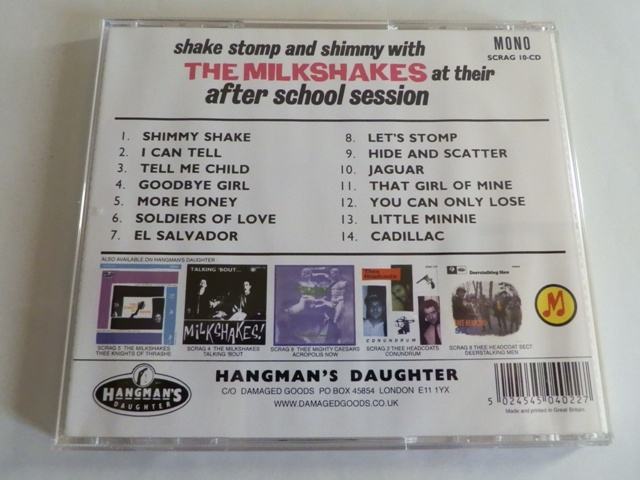 shake stomp and shimmy with
THE MILKSHAKES at their
after school session
MONO
SCRAG 10-CD
1. SHIMMY SHAKE
2. I CAN TELL
3. TELL ME CHILD
4. GOODBYE GIRL
5. MORE HONEY
6. SOLDIERS OF LOVE
7. EL SALVADOR
8. LET'S STOMP
9. HIDE AND SCATTER
10. JAGUAR
11. THAT GIRL OF MINE
12. YOU CAN ONLY LOSE
13. LITTLE MINNIE
14. CADILLAC
ALSO AVAILABLE ON HANGMAN'S DAUGHTER :
TALKING 'BOUT...
MILKSHAKES!
Thee Headcoats
CONUNDRUM
Deerstalking Men
THEE HEADCOAT
M
SCRAG 5 THE MILKSHAKES
THEE KNIGHTS OF TRASHE
SCRAG 4 THE MILKSHAKES
TALKING 'BOUT
THEE MIGHTY CAESARS
ACROPOLIS NOW
SCRAG 3 THEE HEADCOATS
CONUNDRUM
SCRAG 8 THEE HEADCOAT SECT
DEERSTALKING MEN
HANGMAN'S
DAUGHTER
HANGMAN'S DAUGHTER
C/O DAMAGED GOODS PO BOX 45854 LONDON E11 1YX
WWW.DAMAGEDGOODS.CO.UK
5 024545 040227
Made and printed in Great Britain.